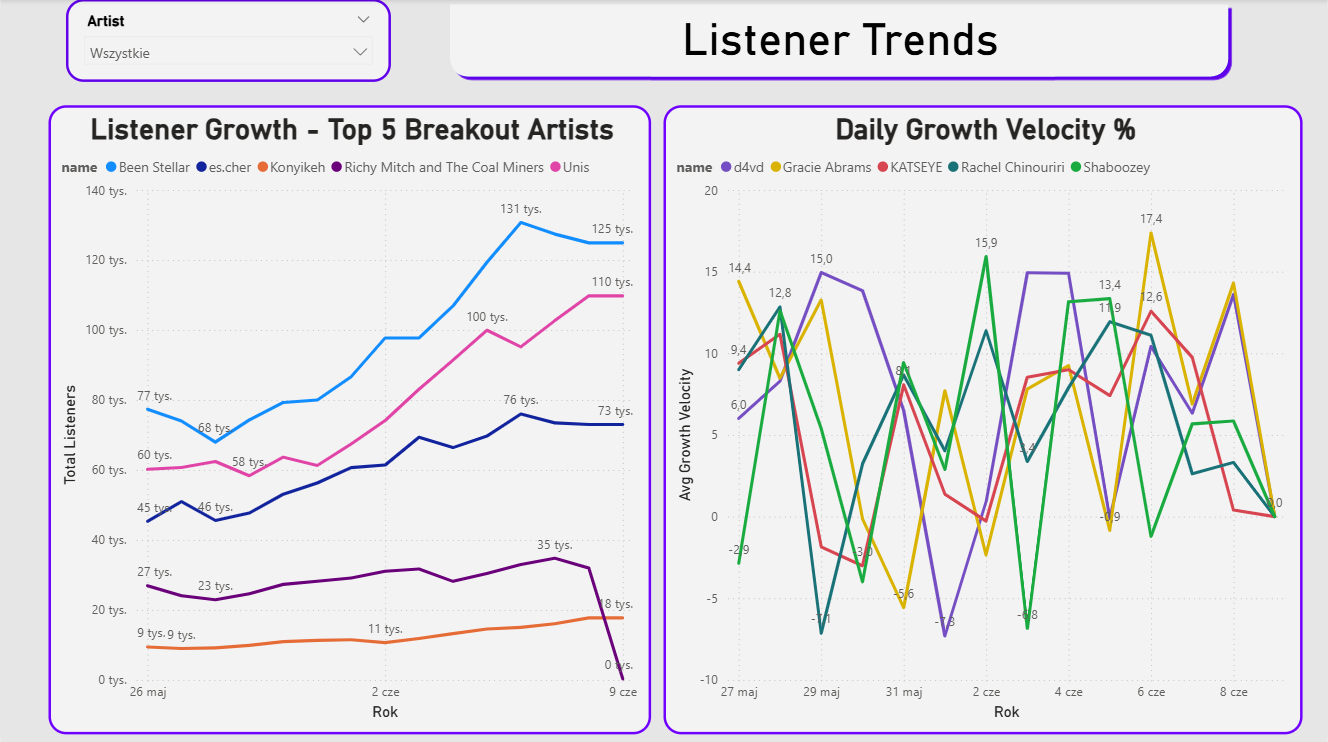 Artist
Wszystkie
Listener Trends
Listener Growth - Top 5 Breakout Artists
name Been Stellar es.cher Konyikeh Richy Mitch and The Coal Miners Unis
Total Listeners
140 tys.
120 tys.
100 tys.
80 tys.
60 tys.
40 tys.
20 tys.
0 tys.
131 tys.
125 tys.
110 tys.
100 tys.
77 tys.
68 tys.
76 tys.
73 tys.
60 tys.
58 tys.
45 tys.
46 tys.
35 tys.
27 tys.
23 tys.
18 tys.
9 tys.
9 tys.
11 tys.
0 tys.
26 maj
2 cze
9 cze
Rok
Daily Growth Velocity %
name d4vd Gracie Abrams KATSEYE Rachel Chinouriri Shaboozey
Avg Growth Velocity
20
15
10
5
0
-5
-10
17,4
15,9
14,4
15,0
12,8
13,4
11,9
12,6
9,4
8,1
6,0
3,4
-2,9
-3,0
-0,9
0,0
-5,6
-7,1
-7,3
-6,8
27 maj
29 maj
31 maj
2 cze
4 cze
6 cze
8 cze
Rok